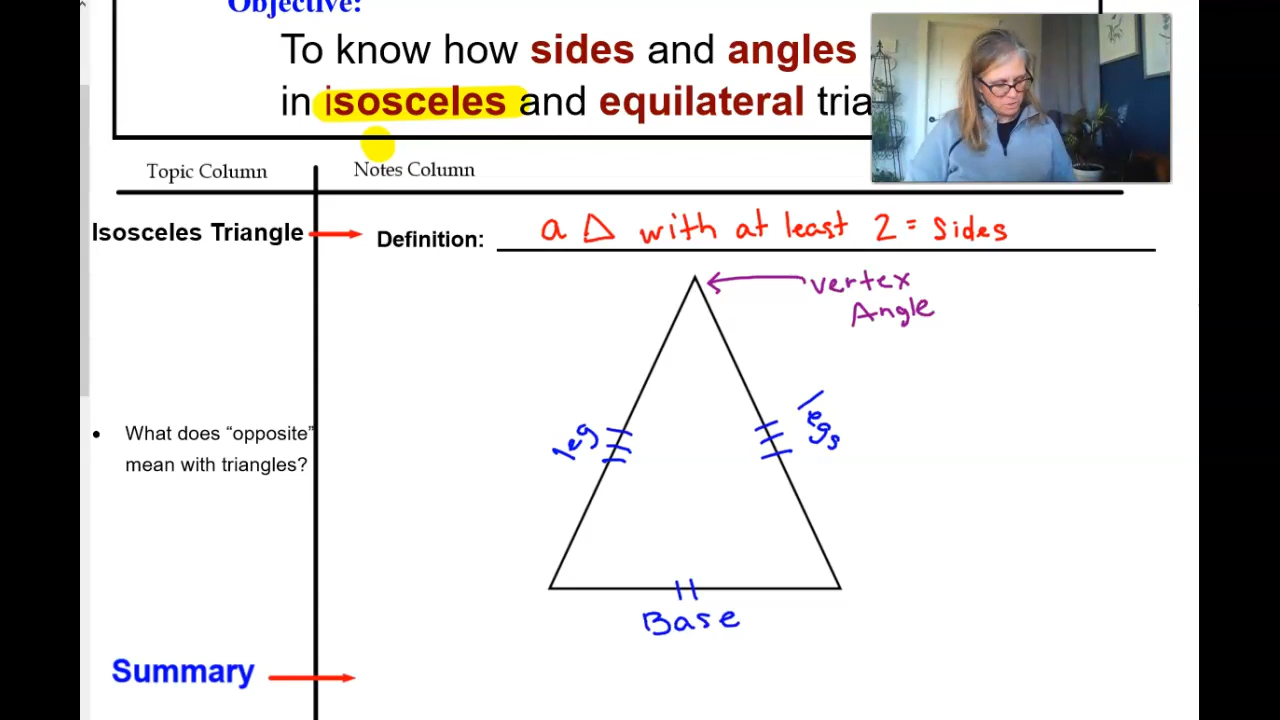 Objective:
To know how sides and angles
in isosceles and equilateral tria
Topic Column
Notes Column
Isosceles Triangle
Definition: a △ with at least 2 = sides
vertex
Angle
leg
legs
What does “opposite”
mean with triangles?
Base
Summary